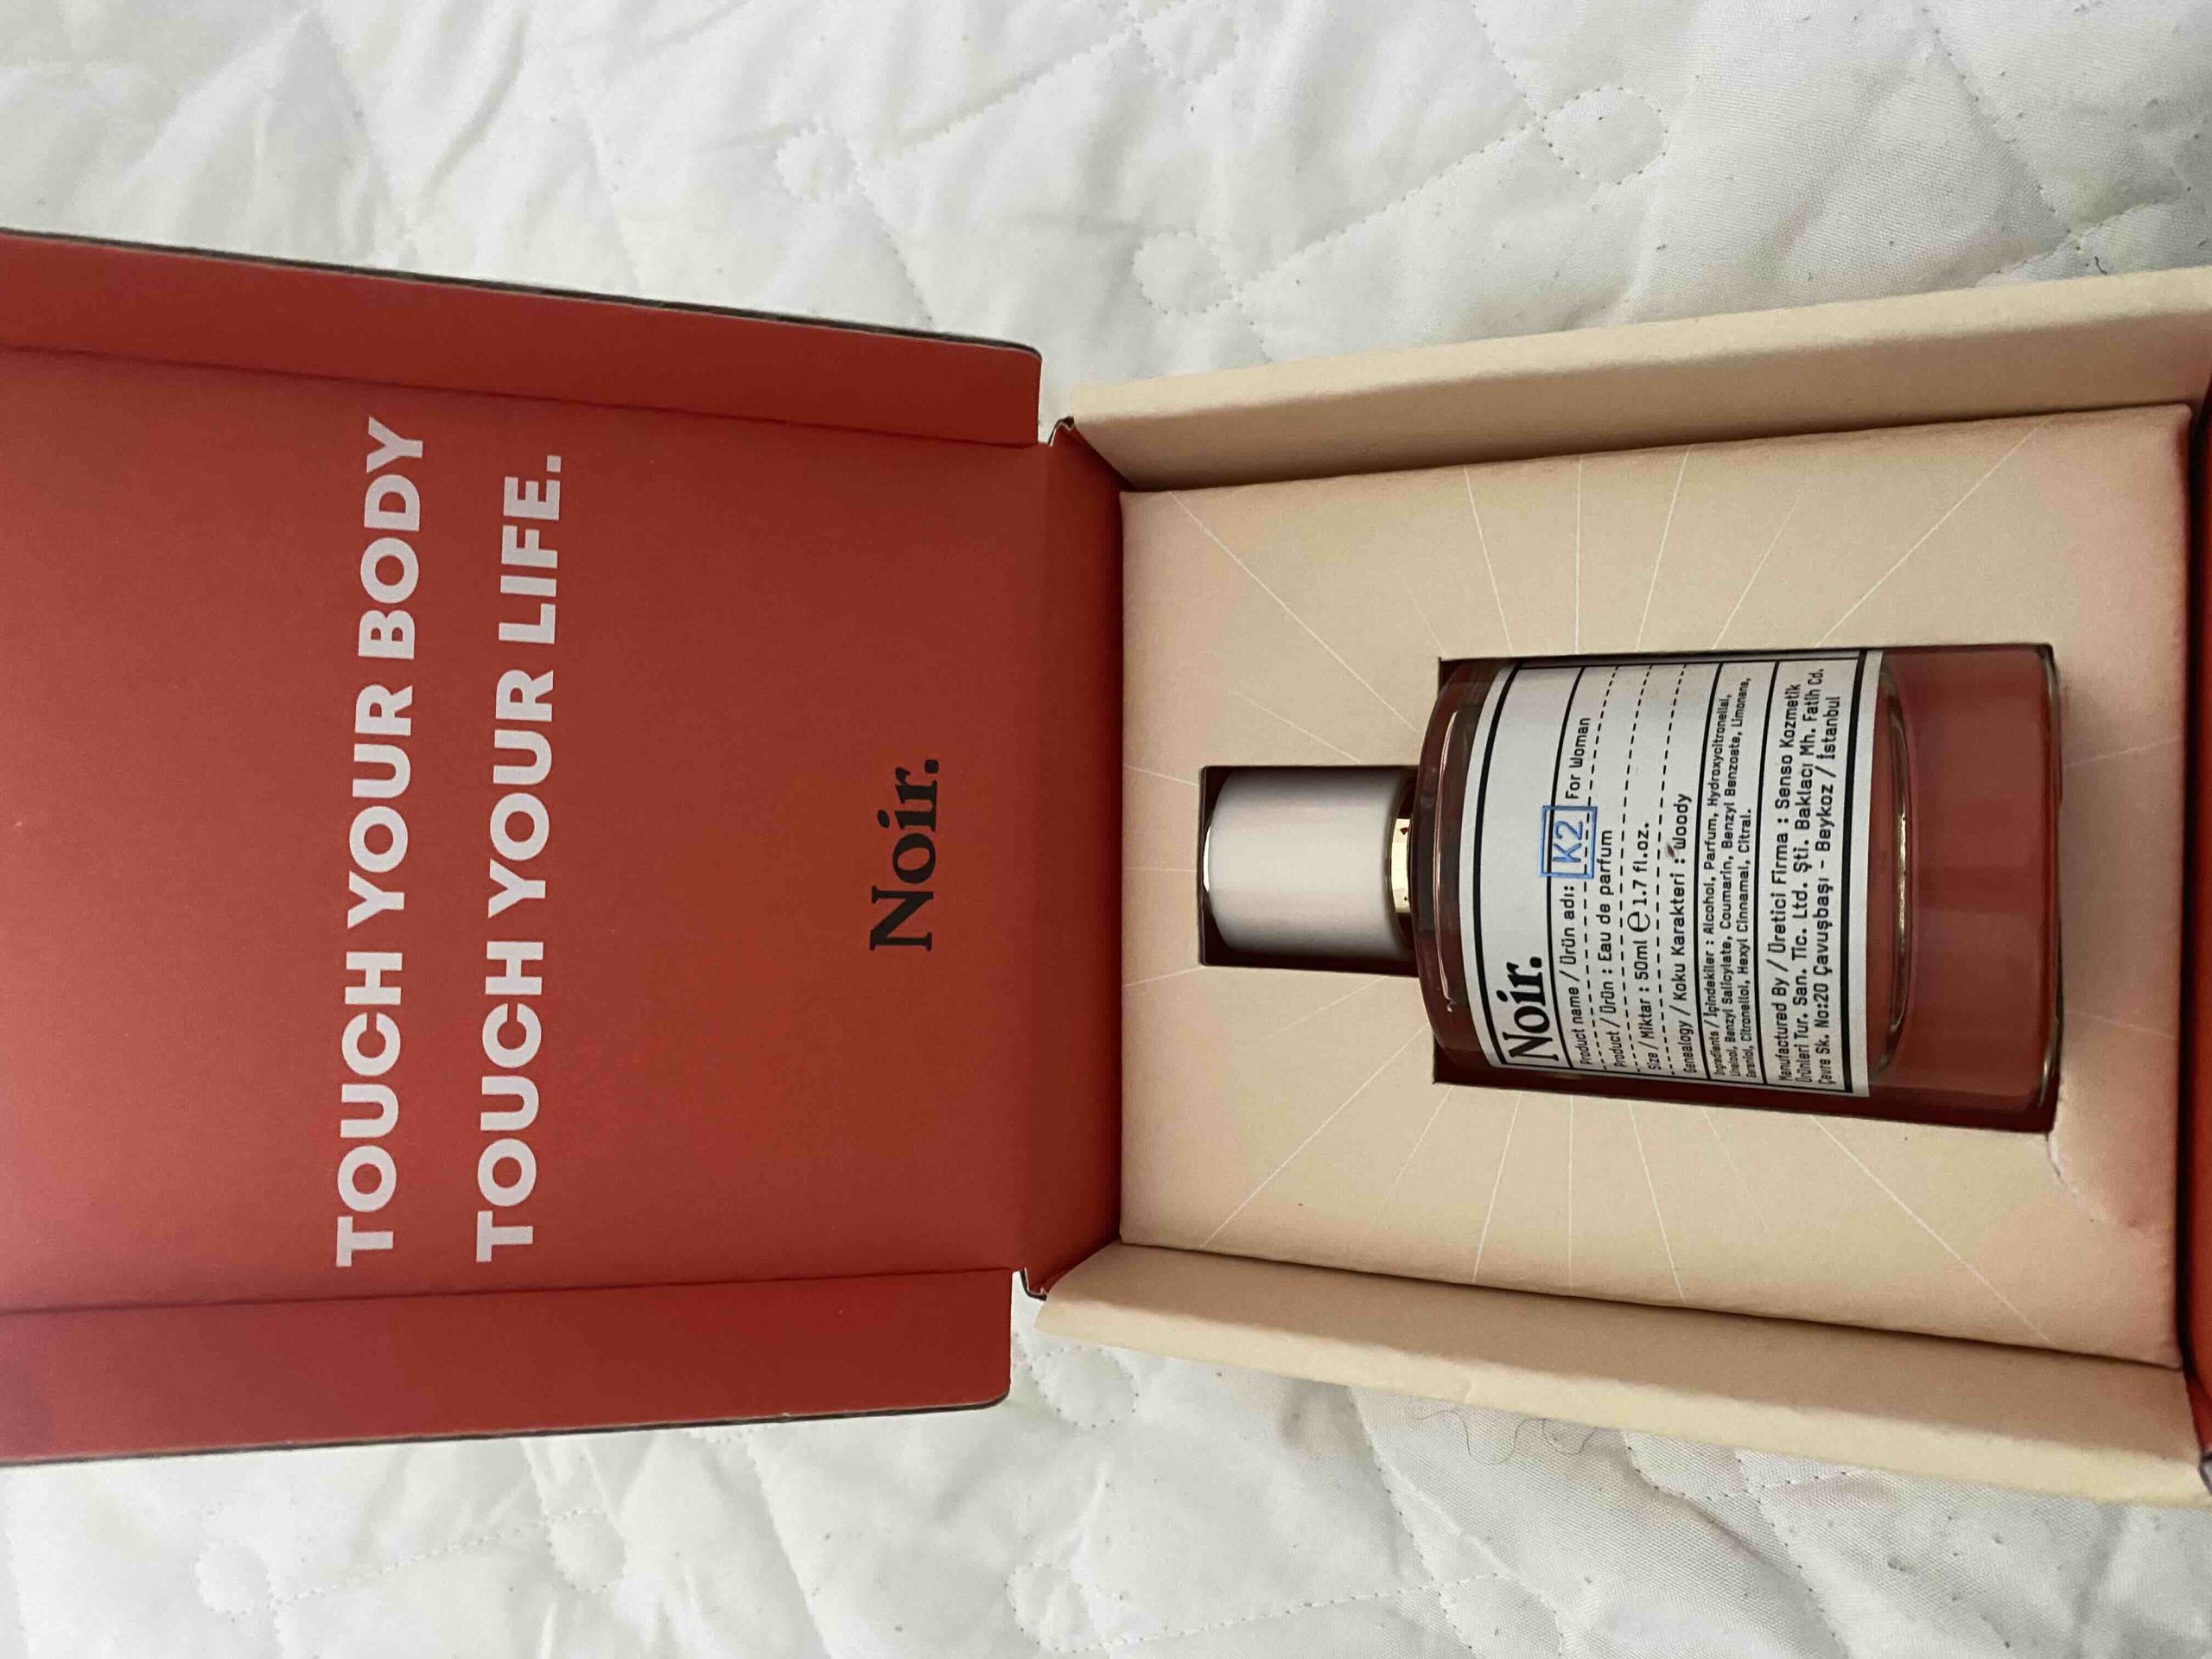 TOUCH YOUR BODY
TOUCH YOUR LIFE.
Noir.
Noir.
Product name / Ürün adı: K2 For Woman
Product / Ürün : Eau de parfum
Size / Miktar : 50ml ℮ 1.7 fl.oz.
Genealogy / Koku Karakteri : Woody
Ingredients / İçindekiler : Alcohol, Parfum, Hydroxycitronellal,
Linalool, Benzyl Salicylate, Coumarin, Benzyl Benzoate, Limonene,
Geraniol, Citronellol, Hexyl Cinnamal, Citral.
Manufactured By / Üretici Firma : Senso Kozmetik
Ürünleri Tur. San. Tic. Ltd. Şti. Baklacı Mh. Fatih Cd.
Çevre Sk. No:20 Çavuşbaşı - Beykoz / İstanbul